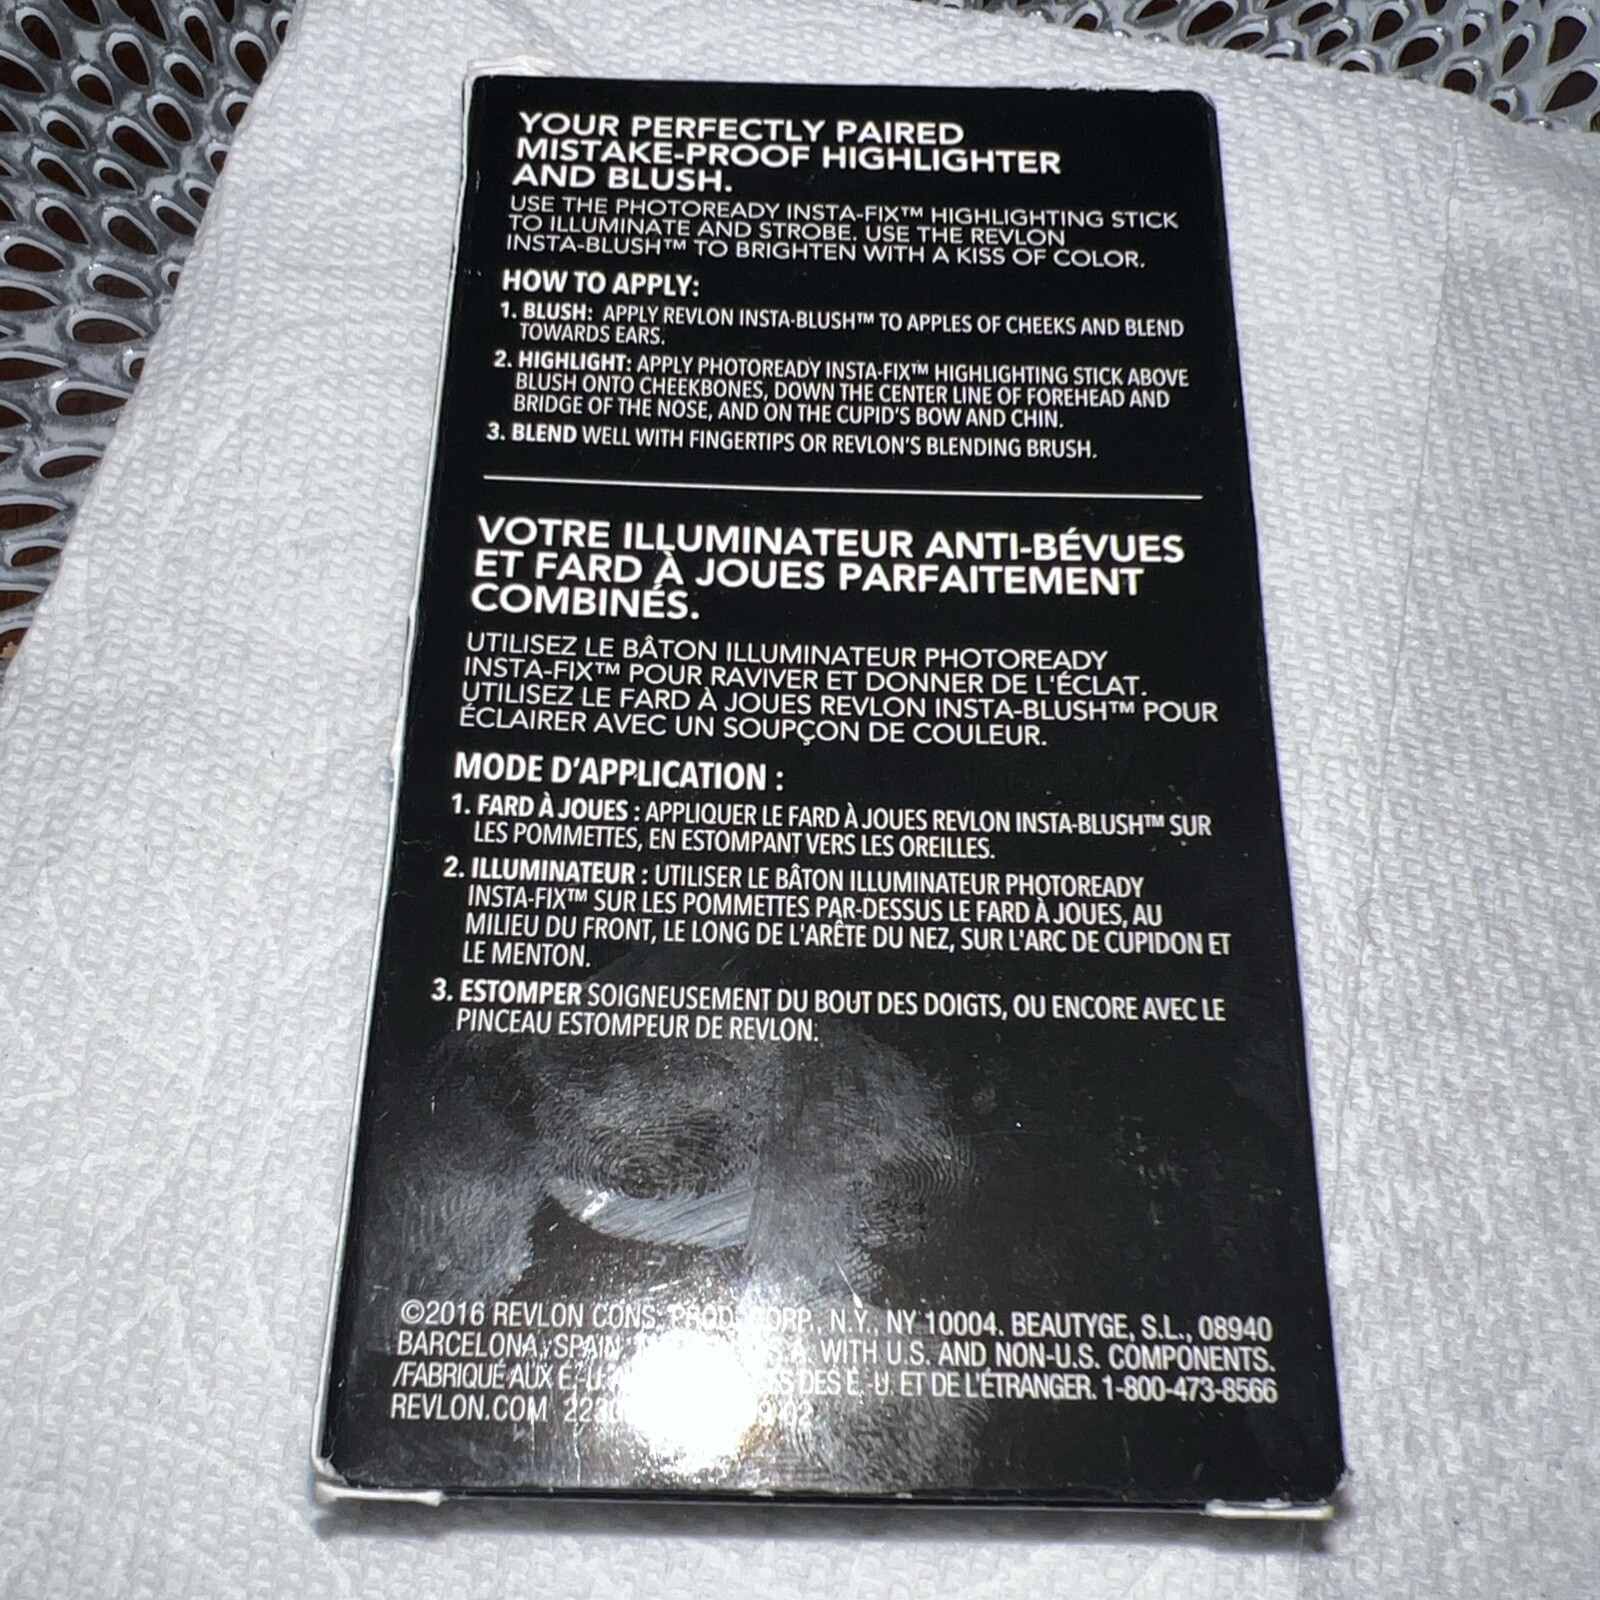 YOUR PERFECTLY PAIRED
MISTAKE-PROOF HIGHLIGHTER
AND BLUSH.
USE THE PHOTOREADY INSTA-FIX™ HIGHLIGHTING STICK
TO ILLUMINATE AND STROBE. USE THE REVLON
INSTA-BLUSH™ TO BRIGHTEN WITH A KISS OF COLOR.
HOW TO APPLY:
1. BLUSH: APPLY REVLON INSTA-BLUSH™ TO APPLES OF CHEEKS AND BLEND
TOWARDS EARS.
2. HIGHLIGHT: APPLY PHOTOREADY INSTA-FIX™ HIGHLIGHTING STICK ABOVE
BLUSH ONTO CHEEKBONES, DOWN THE CENTER LINE OF FOREHEAD AND
BRIDGE OF THE NOSE, AND ON THE CUPID'S BOW AND CHIN.
3. BLEND WELL WITH FINGERTIPS OR REVLON'S BLENDING BRUSH.
VOTRE ILLUMINATEUR ANTI-BÉVUES
ET FARD À JOUES PARFAITEMENT
COMBINÉS.
UTILISEZ LE BÂTON ILLUMINATEUR PHOTOREADY
INSTA-FIX™ POUR RAVIVER ET DONNER DE L'ÉCLAT.
UTILISEZ LE FARD À JOUES REVLON INSTA-BLUSH™ POUR
ÉCLAIRER AVEC UN SOUPÇON DE COULEUR.
MODE D'APPLICATION :
1. FARD À JOUES : APPLIQUER LE FARD À JOUES REVLON INSTA-BLUSH™ SUR
LES POMMETTES, EN ESTOMPANT VERS LES OREILLES.
2. ILLUMINATEUR : UTILISER LE BÂTON ILLUMINATEUR PHOTOREADY
INSTA-FIX™ SUR LES POMMETTES PAR-DESSUS LE FARD À JOUES, AU
MILIEU DU FRONT, LE LONG DE L'ARÊTE DU NEZ, SUR L'ARC DE CUPIDON ET
LE MENTON.
3. ESTOMPER SOIGNEUSEMENT DU BOUT DES DOIGTS, OU ENCORE AVEC LE
PINCEAU ESTOMPEUR DE REVLON.
©2016 REVLON CONS. PROD. CORP., N.Y., NY 10004. BEAUTYGE, S.L., 08940
BARCELONA, SPAIN. WITH U.S. AND NON-U.S. COMPONENTS.
/FABRIQUÉ AUX DES É.-U. ET DE L'ÉTRANGER. 1-800-473-8566
REVLON.COM